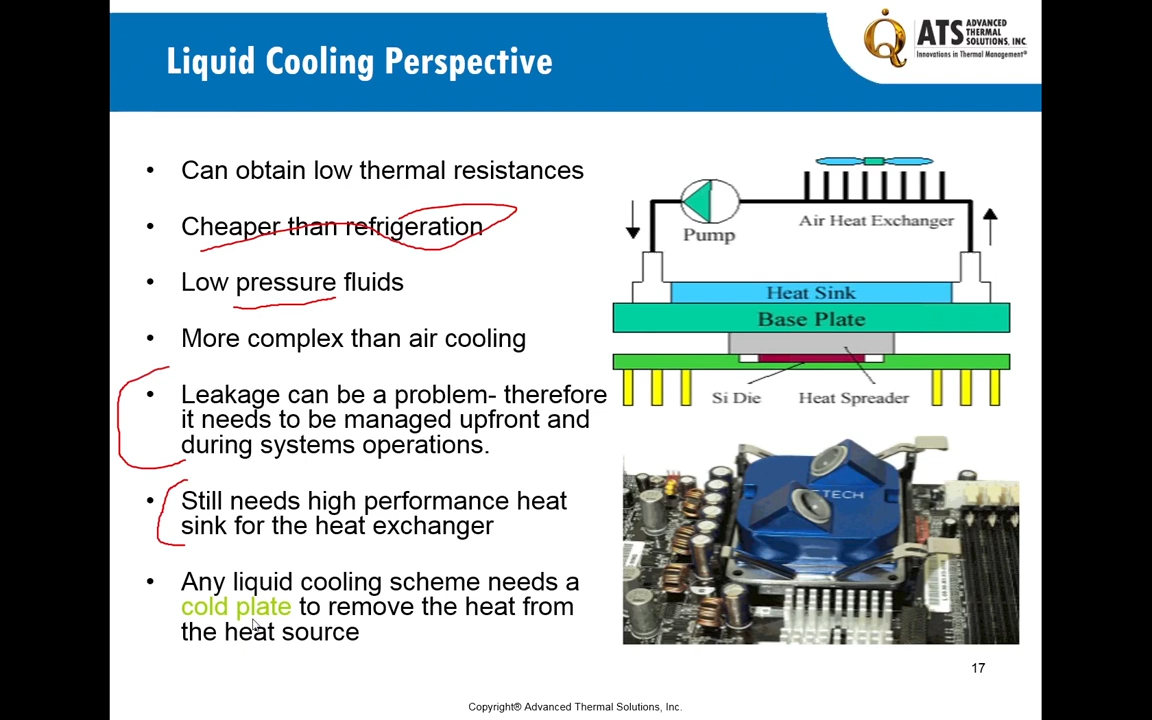 Liquid Cooling Perspective
ATS
ADVANCED
THERMAL
SOLUTIONS, INC.
Innovations in Thermal Management®
• Can obtain low thermal resistances
• Cheaper than refrigeration
• Low pressure fluids
• More complex than air cooling
• Leakage can be a problem- therefore
it needs to be managed upfront and
during systems operations.
• Still needs high performance heat
sink for the heat exchanger
• Any liquid cooling scheme needs a
cold plate to remove the heat from
the heat source
Pump
Air Heat Exchanger
Heat Sink
Base Plate
Si Die
Heat Spreader
TECH
17
Copyright® Advanced Thermal Solutions, Inc.